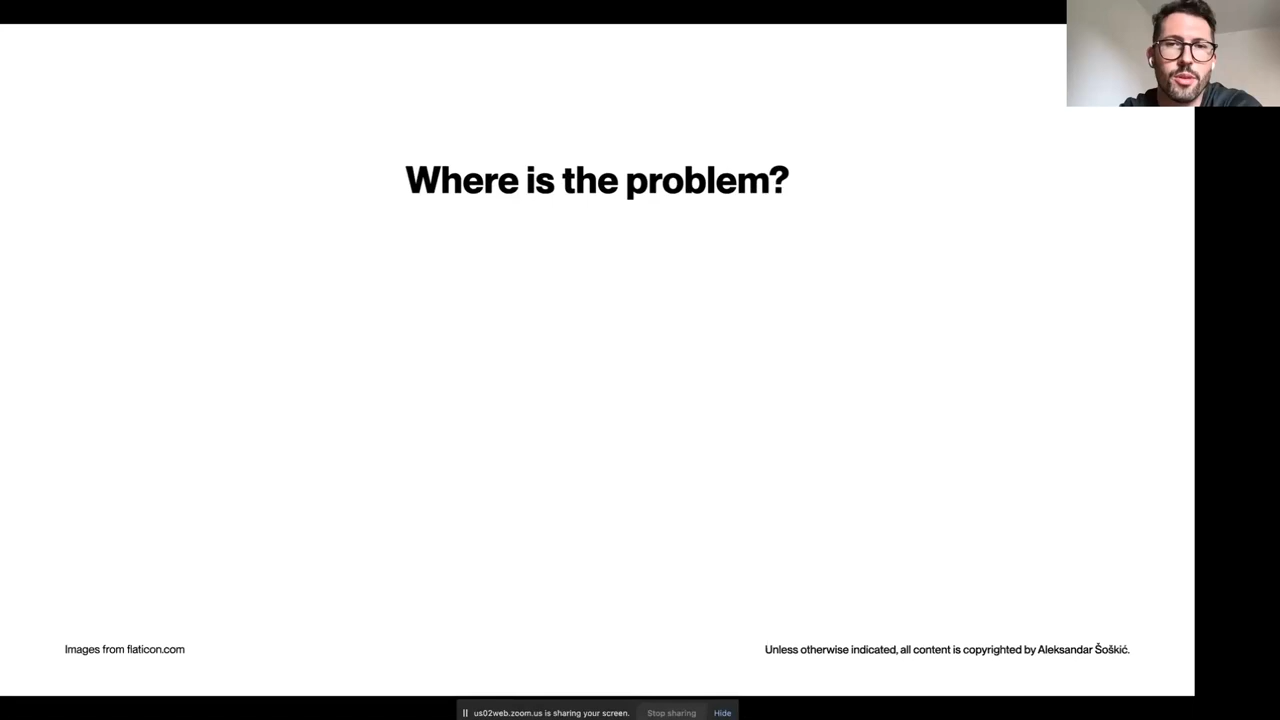 Where is the problem?
Images from flaticon.com
Unless otherwise indicated, all content is copyrighted by Aleksandar Šoškić.
us02web.zoom.us is sharing your screen.
Stop sharing
Hide